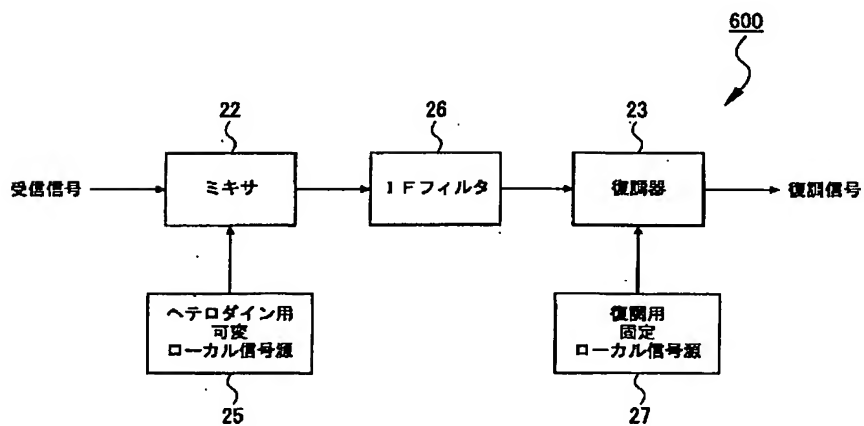 600
22
26
23
受信信号
ミキサ
IFフィルタ
復調器
復調信号
ヘテロダイン用
可変
ローカル信号源
復調用
固定
ローカル信号源
25
27